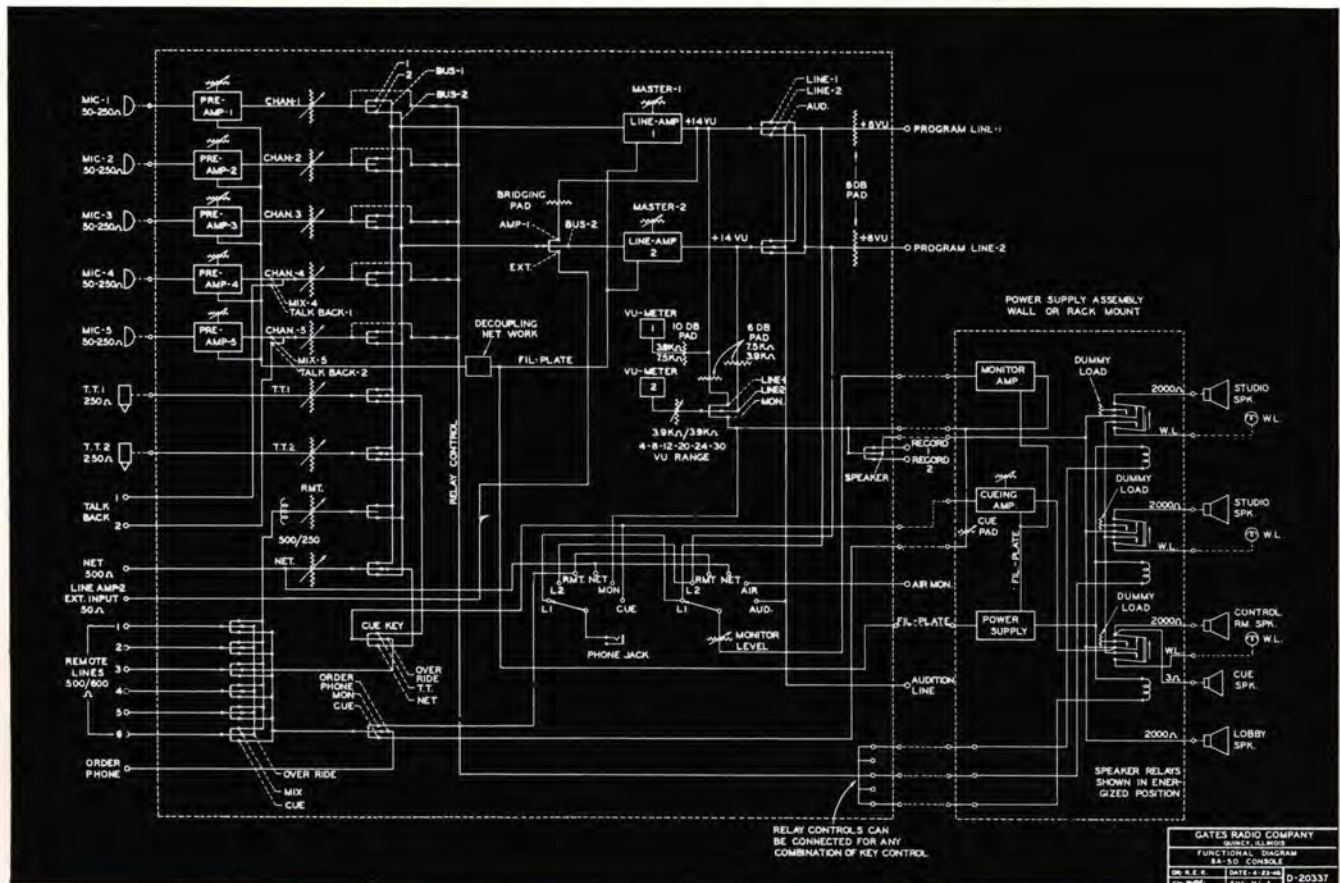 MIC-1
50-250Ω
PRE-
AMP-1
CHAN-1
1
2
BUS-1
BUS-2
MASTER-1
LINE-AMP
1
+14VU
LINE-1
LINE-2
AUD.
+8VU
PROGRAM LINE-1
MIC-2
50-250Ω
PRE-
AMP-2
CHAN-2
8DB
PAD
MIC-3
50-250Ω
PRE-
AMP-3
CHAN.3
BRIDGING
PAD
AMP-1
BUS-2
EXT.
MASTER-2
LINE-AMP
2
+14 VU
+8VU
PROGRAM LINE-2
MIC-4
50-250Ω
PRE-
AMP-4
CHAN.-4
MIX-4
TALK BACK-1
MIC-5
50-250Ω
PRE-
AMP-5
CHAN.-5
MIX-5
TALK BACK-2
DECOUPLING
NET WORK
FIL-PLATE
VU-METER
1
10 DB
PAD
3.9KΩ
7.5KΩ
6 DB
PAD
7.5KΩ
3.9KΩ
VU-METER
2
LINE-1
LINE2
MON.
3.9KΩ/3.9KΩ
4-8-12-20-24-30
VU RANGE
POWER SUPPLY ASSEMBLY
WALL OR RACK MOUNT
MONITOR
AMP
DUMMY
LOAD
2000Ω
STUDIO
SPK.
W.L.
W.L.
T.T.1
250Ω
T.T.1
T.T.2
250Ω
T.T.2
RELAY CONTROL
RECORD
1
RECORD
2
SPEAKER
CUEING
AMP.
CUE
PAD
FIL-PLATE
DUMMY
LOAD
2000Ω
STUDIO
SPK.
W.L.
W.L.
1
TALK
BACK
2
RMT.
500/250
NET
500Ω
NET.
LINE AMP-2
EXT. INPUT
50Ω
L1
L2
RMT.
NET
MON
CUE
PHONE JACK
L1
L2
RMT
NET
AIR
AUD.
MONITOR
LEVEL
AIR MON.
FIL-PLATE
POWER
SUPPLY
DUMMY
LOAD
2000Ω
CONTROL
RM. SPK.
W.L.
W.L.
3Ω
CUE
SPK.
REMOTE
LINES
500/600
Ω
1
2
3
4
5
6
CUE KEY
OVER
RIDE
T.T.
NET
ORDER
PHONE
MON
CUE
AUDITION
LINE
2000Ω
LOBBY
SPK.
ORDER
PHONE
OVER RIDE
MIX
CUE
SPEAKER RELAYS
SHOWN IN ENER-
GIZED POSITION
RELAY CONTROLS CAN
BE CONNECTED FOR ANY
COMBINATION OF KEY CONTROL
GATES RADIO COMPANY
QUINCY, ILLINOIS
FUNCTIONAL DIAGRAM
SA-50 CONSOLE
DR. R.E.R.
D-20337